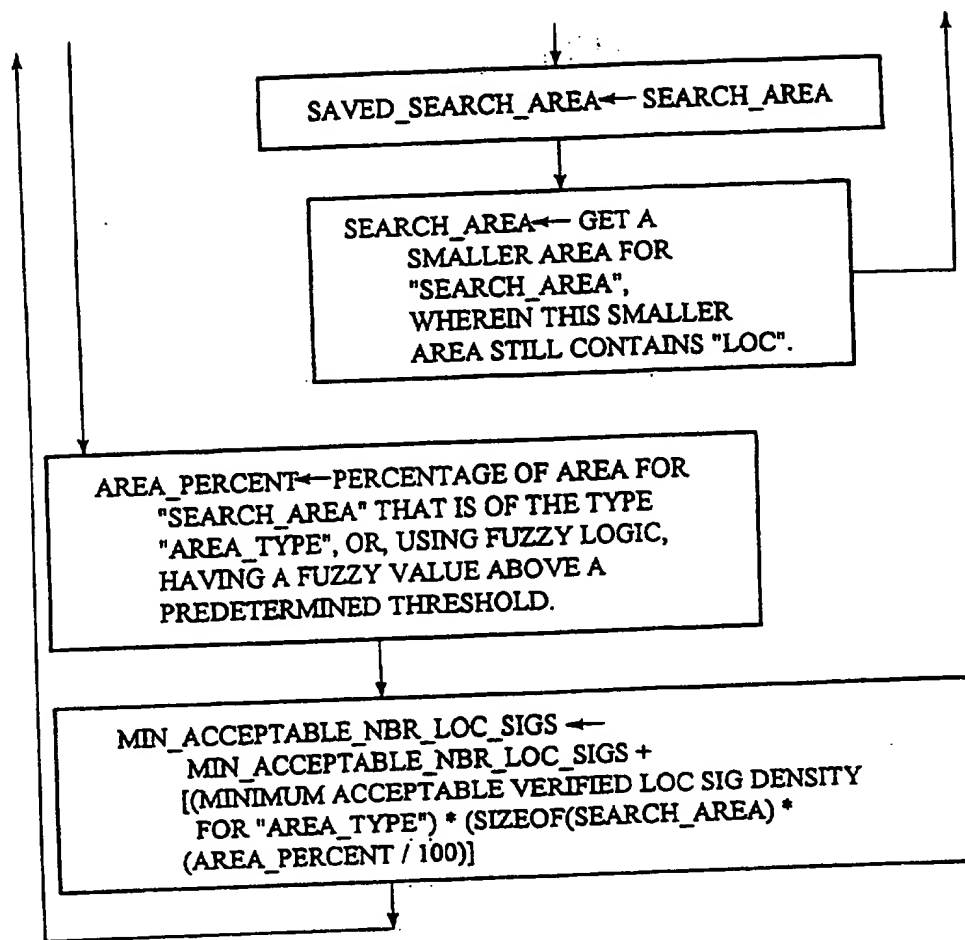 SAVED_SEARCH_AREA← SEARCH_AREA
SEARCH_AREA← GET A
SMALLER AREA FOR
"SEARCH_AREA",
WHEREIN THIS SMALLER
AREA STILL CONTAINS "LOC".
AREA_PERCENT←PERCENTAGE OF AREA FOR
"SEARCH_AREA" THAT IS OF THE TYPE
"AREA_TYPE", OR, USING FUZZY LOGIC,
HAVING A FUZZY VALUE ABOVE A
PREDETERMINED THRESHOLD.
MIN_ACCEPTABLE_NBR_LOC_SIGS ←
MIN_ACCEPTABLE_NBR_LOC_SIGS +
[(MINIMUM ACCEPTABLE VERIFIED LOC SIG DENSITY
FOR "AREA_TYPE") * (SIZEOF(SEARCH_AREA) *
(AREA_PERCENT / 100)]